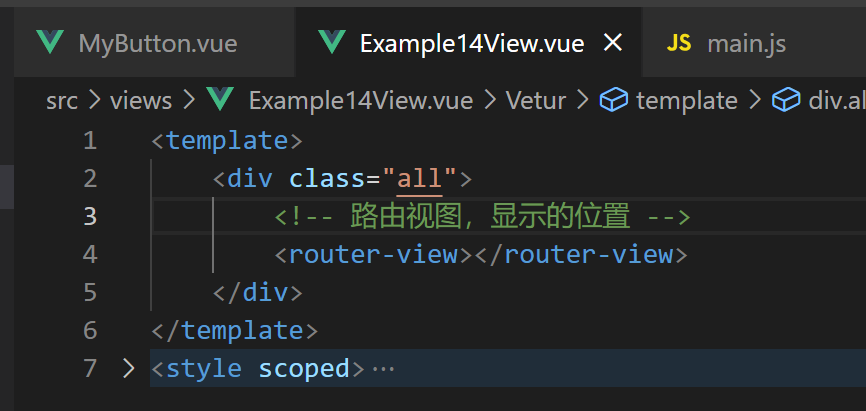 MyButton.vue Example14View.vue × JS main.js
src > views > Example14View.vue > Vetur > template > div.al
1 <template>
2 <div class="all">
3 <!-- 路由视图，显示的位置 -->
4 <router-view></router-view>
5 </div>
6 </template>
7 > <style scoped>…